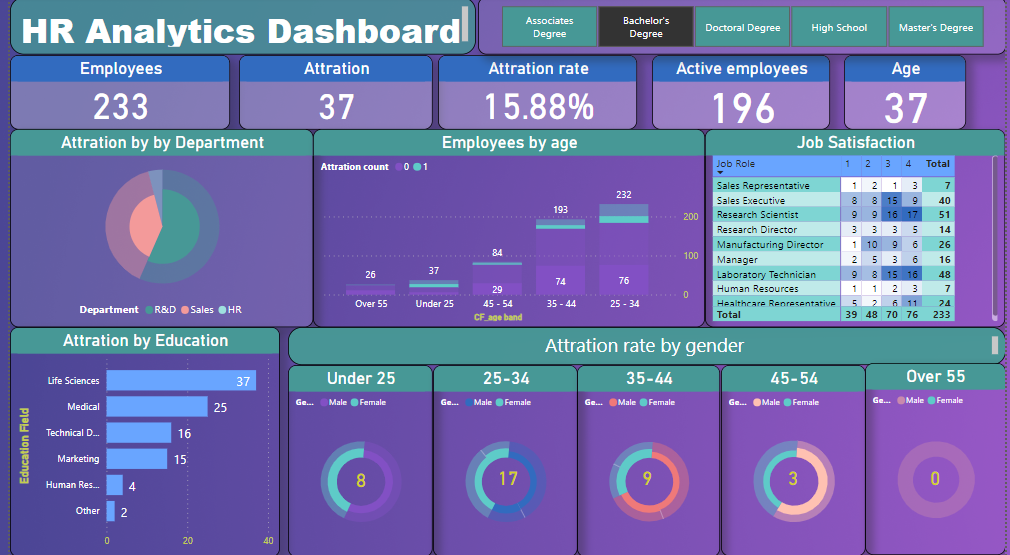 HR Analytics Dashboard
Associates Degree
Bachelor's Degree
Doctoral Degree
High School
Master's Degree
Employees
233
Attration
37
Attration rate
15.88%
Active employees
196
Age
37
Attration by by Department
Department R&D Sales HR
Employees by age
Attration count 0 1
26
37
84
29
193
74
232
76
200
100
0
Over 55
Under 25
45 - 54
35 - 44
25 - 34
CF_age band
Job Satisfaction
Job Role 1 2 3 4 Total
Sales Representative 1 2 1 3 7
Sales Executive 8 8 15 9 40
Research Scientist 9 9 16 17 51
Research Director 3 3 3 5 14
Manufacturing Director 1 10 9 6 26
Manager 2 5 3 6 16
Laboratory Technician 9 8 15 16 48
Human Resources 1 1 2 3 7
Healthcare Representative 5 2 6 11 24
Total 39 48 70 76 233
Attration by Education
Education Field
Life Sciences 37
Medical 25
Technical D... 16
Marketing 15
Human Res... 4
Other 2
0 20 40
Attration rate by gender
Under 25
Ge... Male Female
8
25-34
Ge... Male Female
17
35-44
Ge... Male Female
9
45-54
Ge... Male Female
3
Over 55
Ge... Male Female
0